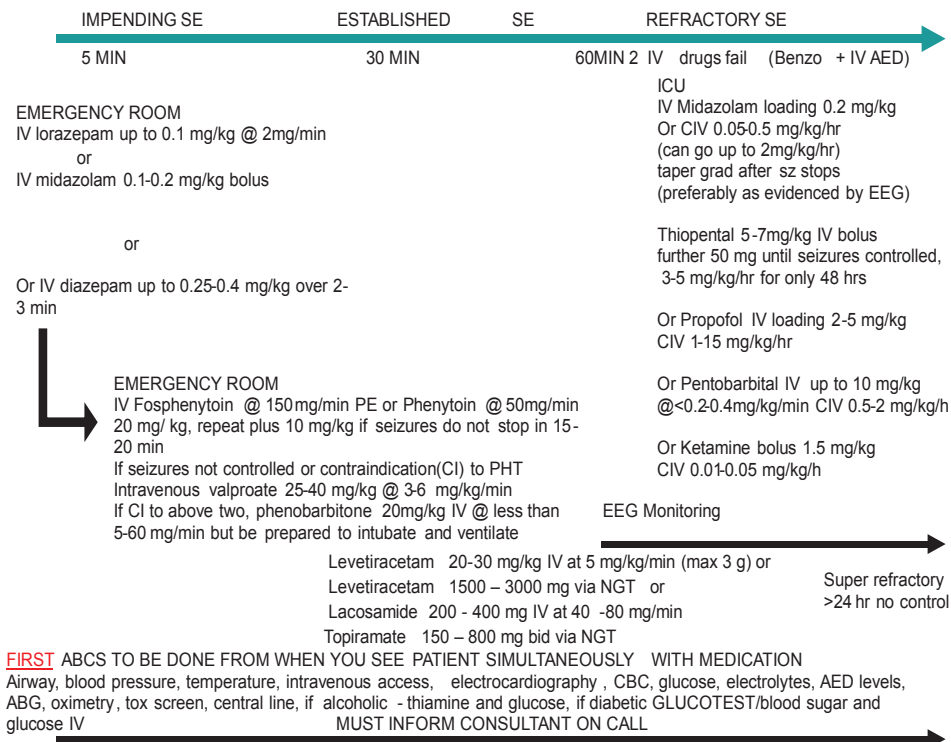 IMPENDING SE ESTABLISHED SE REFRACTORY SE
5 MIN 30 MIN 60MIN 2 IV drugs fail (Benzo + IV AED)
EMERGENCY ROOM
IV lorazepam up to 0.1 mg/kg @ 2mg/min
or
IV midazolam 0.1-0.2 mg/kg bolus
or
Or IV diazepam up to 0.25-0.4 mg/kg over 2-
3 min
ICU
IV Midazolam loading 0.2 mg/kg
Or CIV 0.05-0.5 mg/kg/hr
(can go up to 2mg/kg/hr)
taper grad after sz stops
(preferably as evidenced by EEG)
Thiopental 5-7mg/kg IV bolus
further 50 mg until seizures controlled,
3-5 mg/kg/hr for only 48 hrs
Or Propofol IV loading 2-5 mg/kg
CIV 1-15 mg/kg/hr
Or Pentobarbital IV up to 10 mg/kg
@<0.2-0.4mg/kg/min CIV 0.5-2 mg/kg/h
Or Ketamine bolus 1.5 mg/kg
CIV 0.01-0.05 mg/kg/h
EMERGENCY ROOM
IV Fosphenytoin @ 150mg/min PE or Phenytoin @ 50mg/min
20 mg/ kg, repeat plus 10 mg/kg if seizures do not stop in 15-
20 min
If seizures not controlled or contraindication(CI) to PHT
Intravenous valproate 25-40 mg/kg @ 3-6 mg/kg/min
If CI to above two, phenobarbitone 20mg/kg IV @ less than
5-60 mg/min but be prepared to intubate and ventilate
EEG Monitoring
Levetiracetam 20-30 mg/kg IV at 5 mg/kg/min (max 3 g) or
Levetiracetam 1500 – 3000 mg via NGT or
Lacosamide 200 - 400 mg IV at 40 -80 mg/min
Topiramate 150 – 800 mg bid via NGT
Super refractory
>24 hr no control
FIRST ABCS TO BE DONE FROM WHEN YOU SEE PATIENT SIMULTANEOUSLY WITH MEDICATION
Airway, blood pressure, temperature, intravenous access, electrocardiography , CBC, glucose, electrolytes, AED levels,
ABG, oximetry, tox screen, central line, if alcoholic - thiamine and glucose, if diabetic GLUCOTEST/blood sugar and
glucose IV MUST INFORM CONSULTANT ON CALL